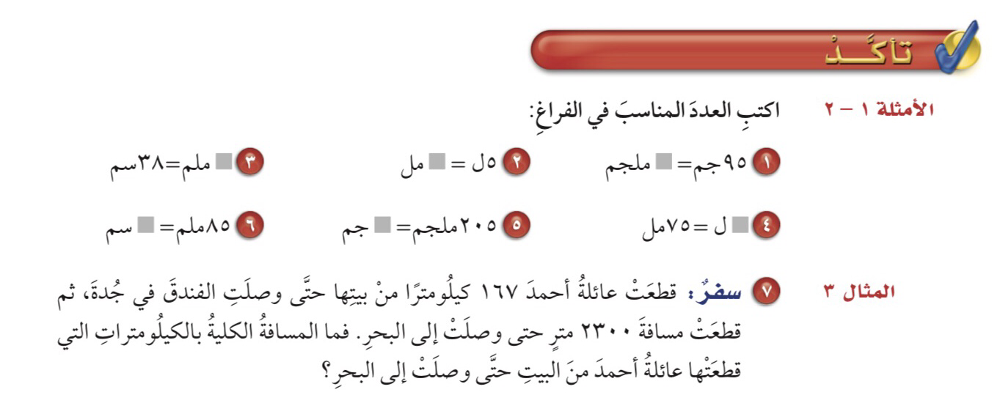 تأكَّــدْ
الأمثلة ١ – ٢ اكتبِ العددَ المناسبَ في الفراغِ:
١ ٩٥جم= ■ ملجم ٢ ٥ل = ■ مل ٣ ■ ملم=٣٨سم
٤ ■ ل =٧٥مل ٥ ٢٠٥ملجم= ■ جم ٦ ٨٥ملم= ■ سم
المثال ٣ ٧ سفرٌ: قطعَتْ عائلةُ أحمدَ ١٦٧ كيلُومترًا منْ بيتِها حتَّى وصلَتِ الفندقَ في جُدةَ، ثم
قطعَتْ مسافةَ ٢٣٠٠ مترٍ حتى وصلَتْ إلى البحرِ. فما المسافةُ الكليةُ بالكيلُومتراتِ التي
قطعَتْها عائلةُ أحمدَ منَ البيتِ حتَّى وصلَتْ إلى البحرِ؟